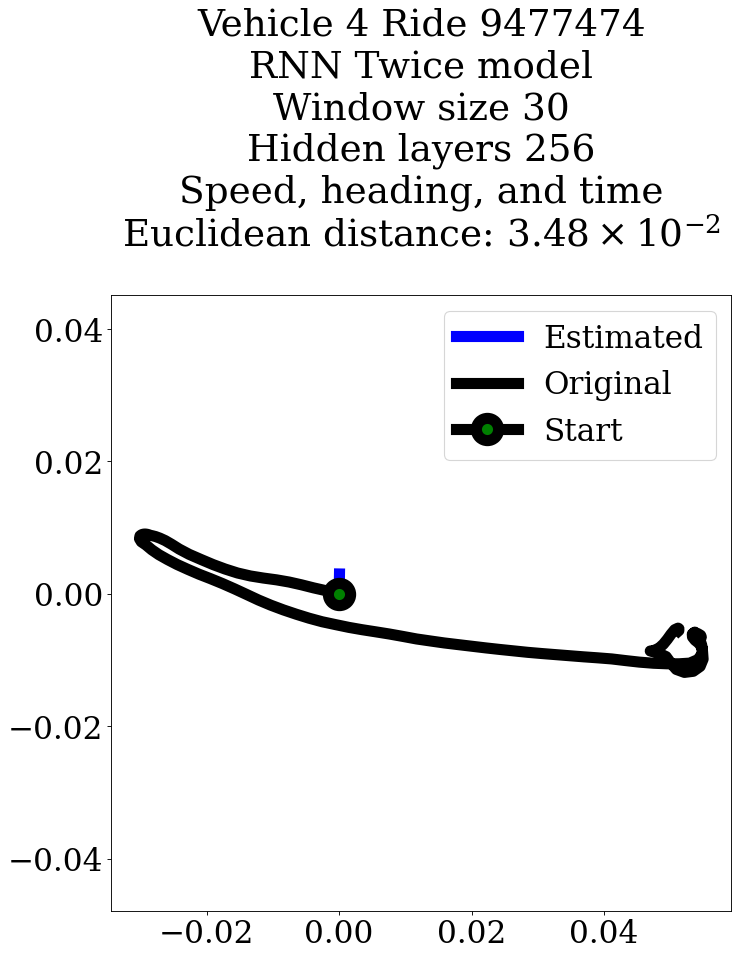 Vehicle 4 Ride 9477474
RNN Twice model
Window size 30
Hidden layers 256
Speed, heading, and time
Euclidean distance: 3.48 × 10⁻²
Estimated
Original
Start
0.04
0.02
0.00
−0.02
−0.04
−0.02 0.00 0.02 0.04